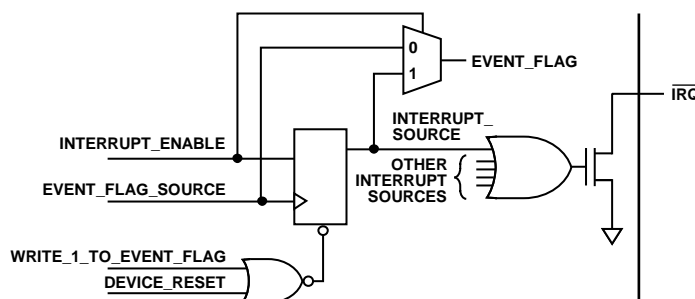 0
EVENT_FLAG
1
IRQ
INTERRUPT_
SOURCE
INTERRUPT_ENABLE
OTHER
INTERRUPT
SOURCES
EVENT_FLAG_SOURCE
WRITE_1_TO_EVENT_FLAG
DEVICE_RESET